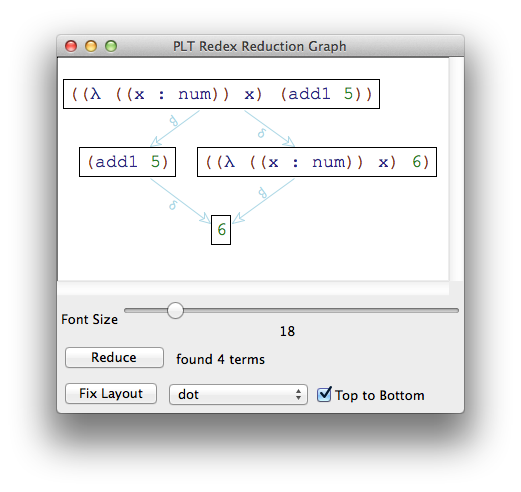 PLT Redex Reduction Graph
((λ ((x : num)) x) (add1 5))
β δ
(add1 5) ((λ ((x : num)) x) 6)
δ β
6
Font Size
18
Reduce found 4 terms
Fix Layout dot Top to Bottom